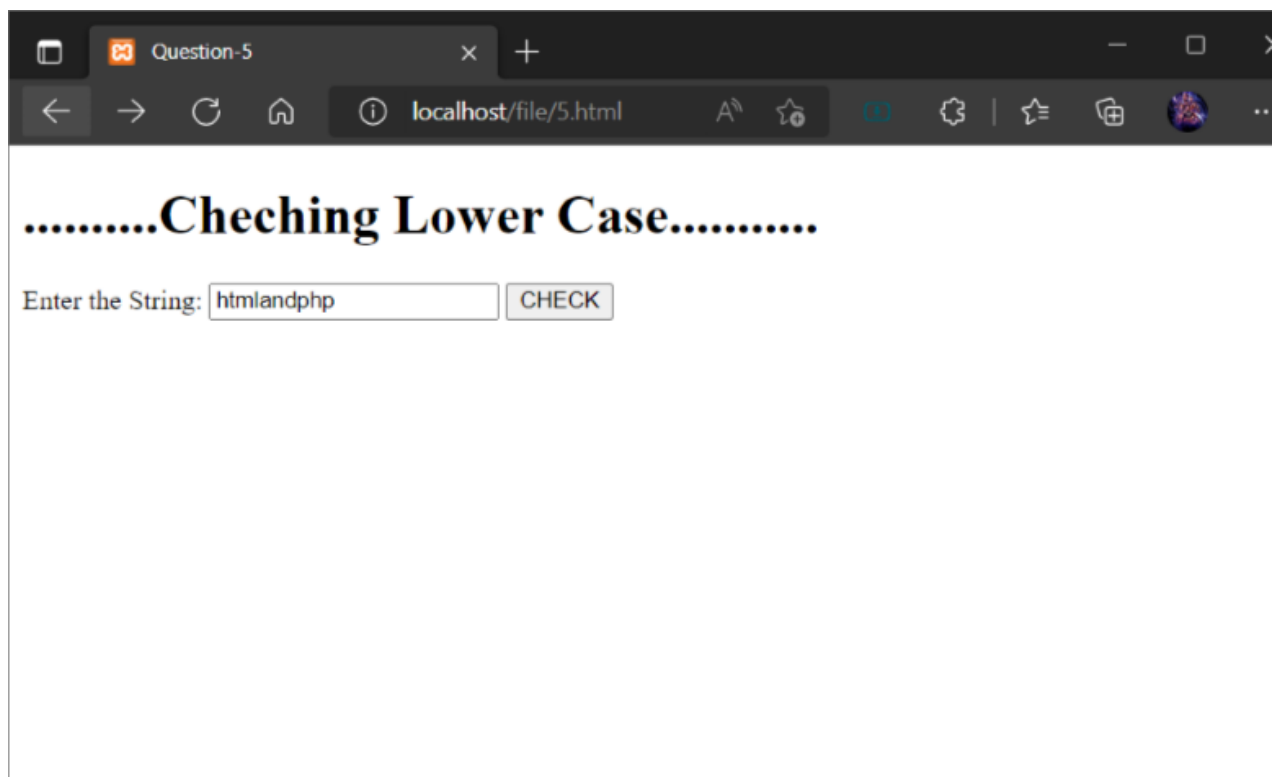 Question-5
localhost/file/5.html
..........Cheching Lower Case...........
Enter the String: htmlandphp CHECK